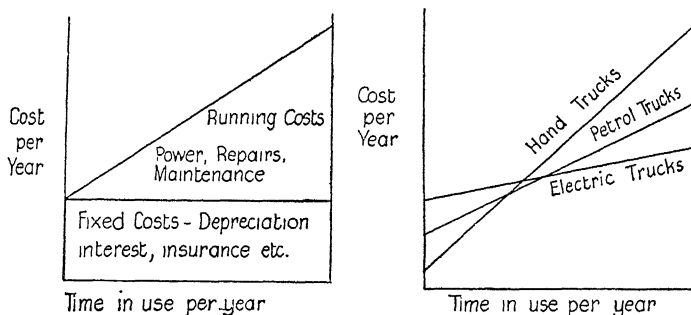 Cost
per
Year
Running Costs
Power, Repairs,
Maintenance
Fixed Costs - Depreciation
interest, insurance etc.
Time in use per year
Cost
per
Year
Hand Trucks
Petrol Trucks
Electric Trucks
Time in use per year